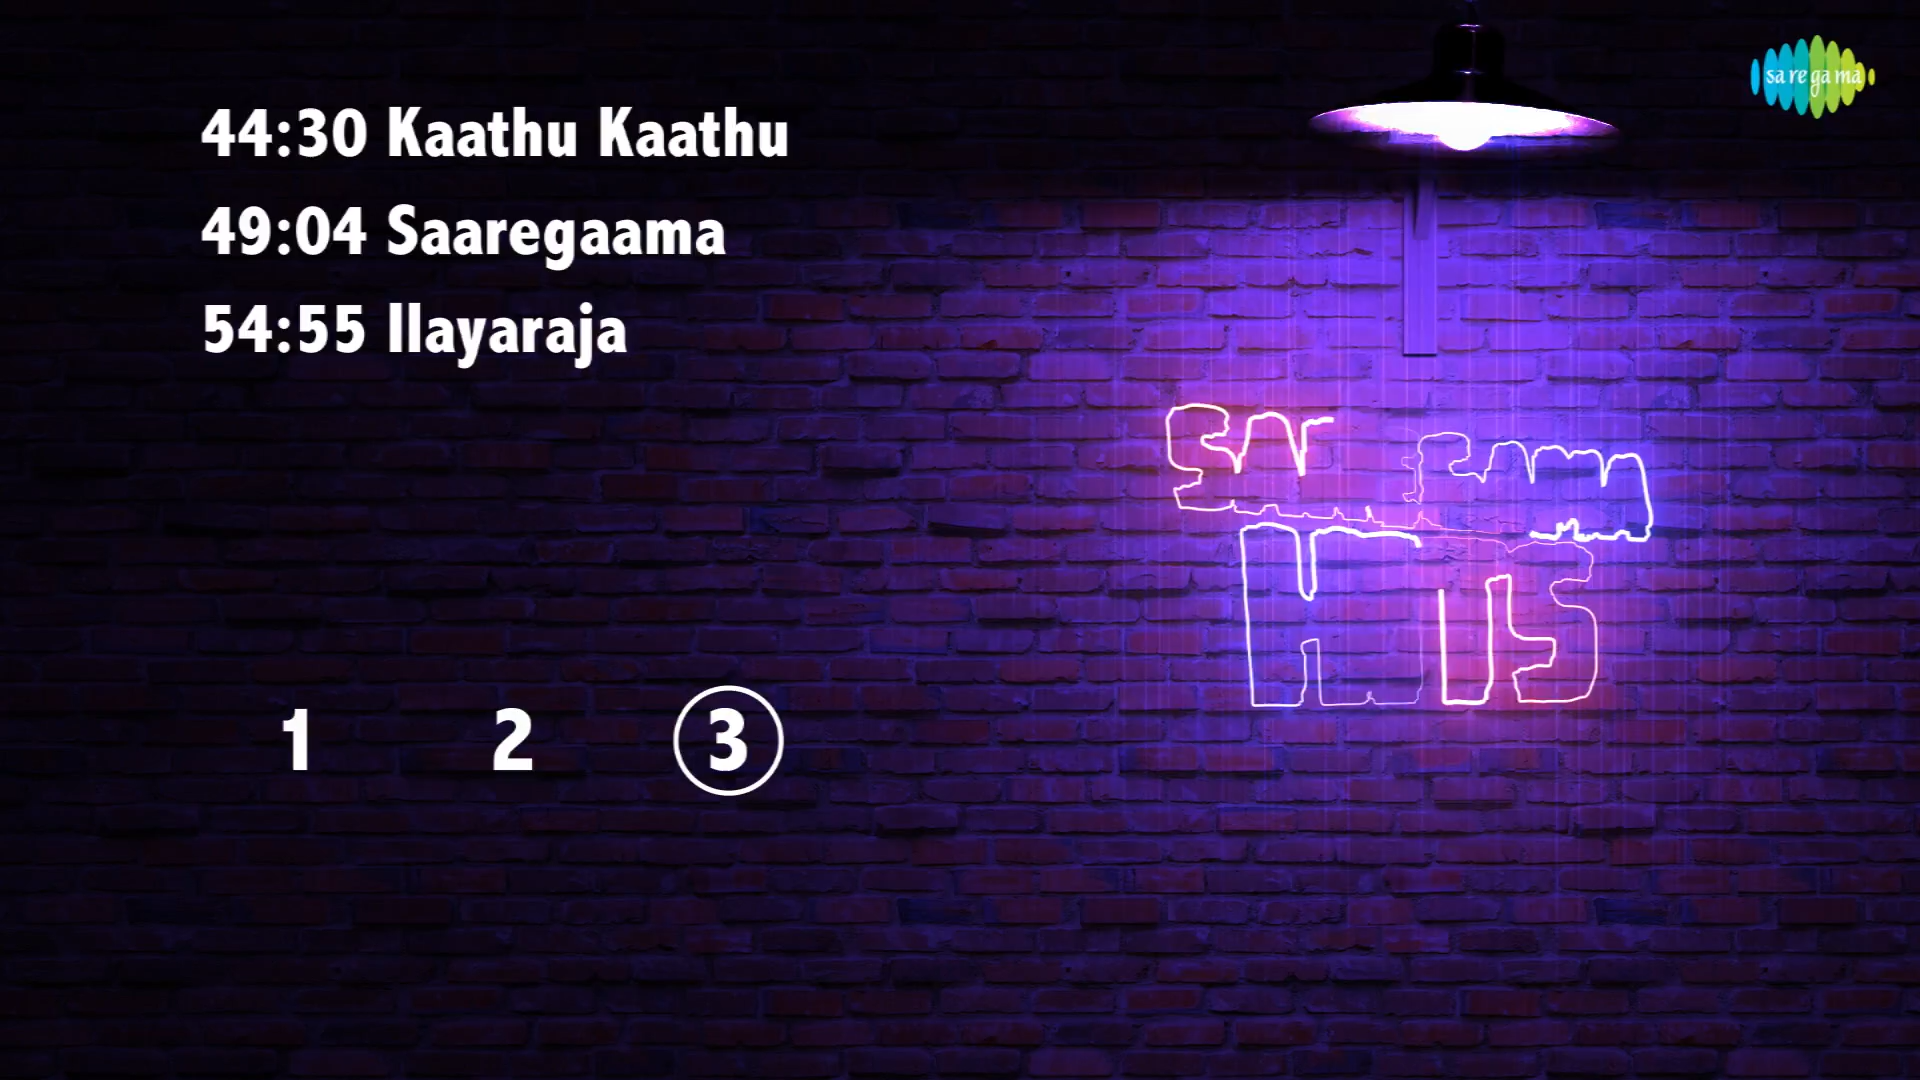 44:30 Kaathu Kaathu
49:04 Saaregaama
54:55 Ilayaraja
1 2 3
saregama